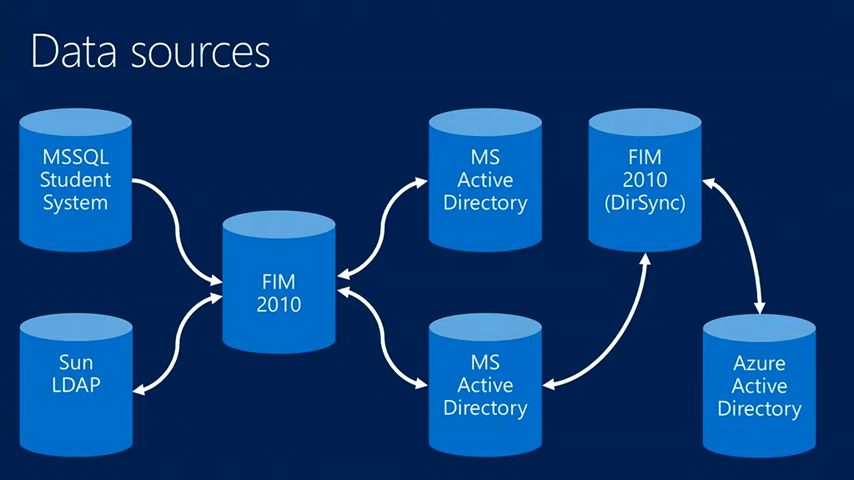 Data sources
MSSQL
Student
System
FIM
2010
Sun
LDAP
MS
Active
Directory
MS
Active
Directory
FIM
2010
(DirSync)
Azure
Active
Directory